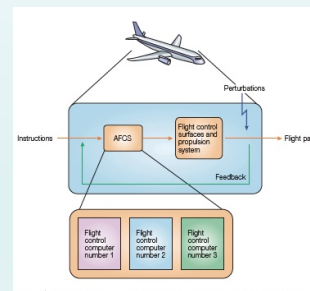 Perturbations
Instructions
AFCS
Flight control
surfaces and
propulsion
system
Flight pa
Feedback
Flight
control
computer
number 1
Flight
control
computer
number 2
Flight
control
computer
number 3